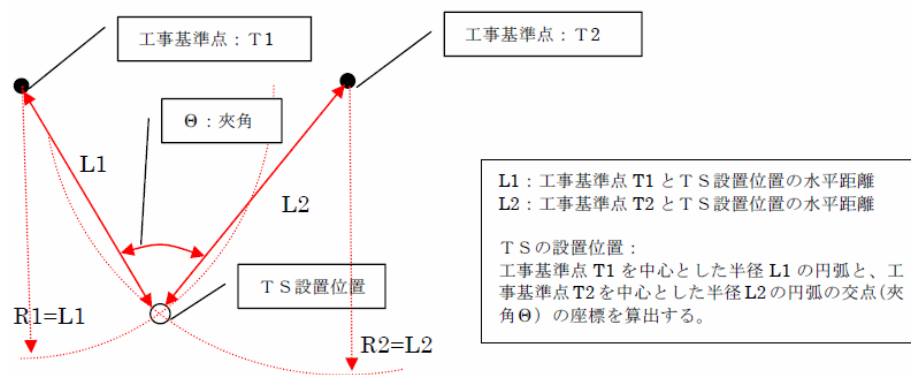 工事基準点：T1
工事基準点：T2
Θ：夾角
L1
L2
TS設置位置
R1=L1
R2=L2
L1：工事基準点 T1 とＴＳ設置位置の水平距離
L2：工事基準点 T2 とＴＳ設置位置の水平距離
ＴＳの設置位置：
工事基準点 T1 を中心とした半径 L1 の円弧と、工
事基準点 T2 を中心とした半径 L2 の円弧の交点(夾
角Θ）の座標を算出する。